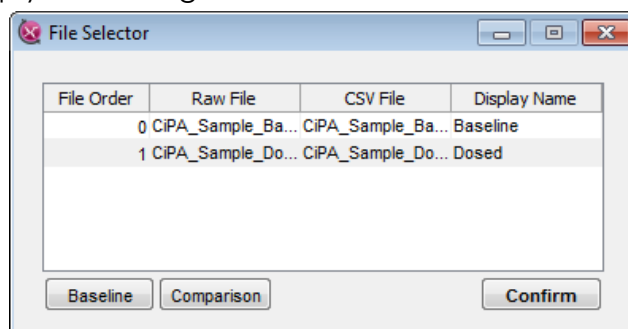 File Selector
File Order Raw File CSV File Display Name
0 CiPA_Sample_Ba... CiPA_Sample_Ba... Baseline
1 CiPA_Sample_Do... CiPA_Sample_Do... Dosed
Baseline Comparison Confirm